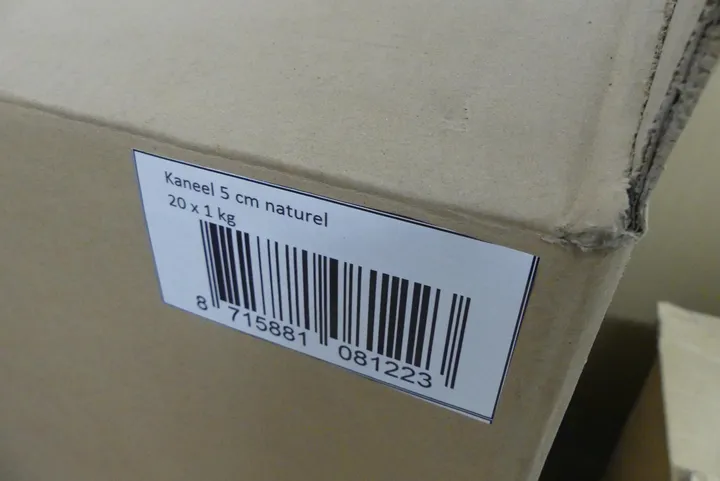 Kaneel 5 cm naturel
20 x 1 kg
8 715881 081223